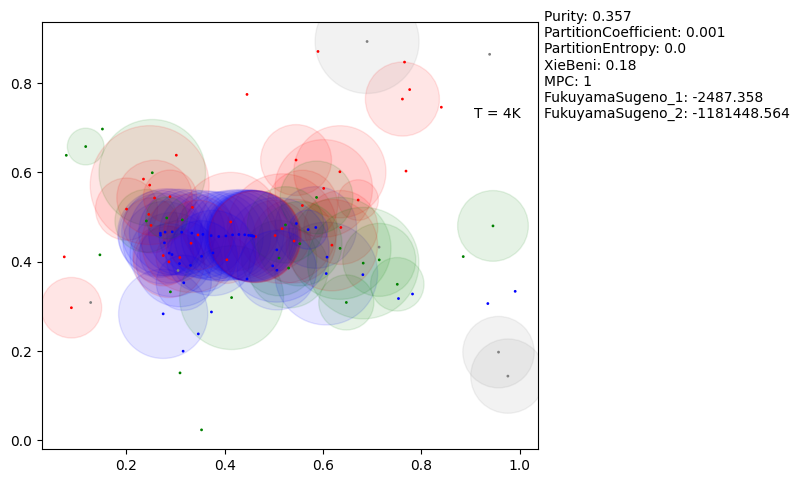 Purity: 0.357
PartitionCoefficient: 0.001
PartitionEntropy: 0.0
XieBeni: 0.18
MPC: 1
FukuyamaSugeno_1: -2487.358
FukuyamaSugeno_2: -1181448.564
T = 4K
0.8
0.6
0.4
0.2
0.0
0.2 0.4 0.6 0.8 1.0